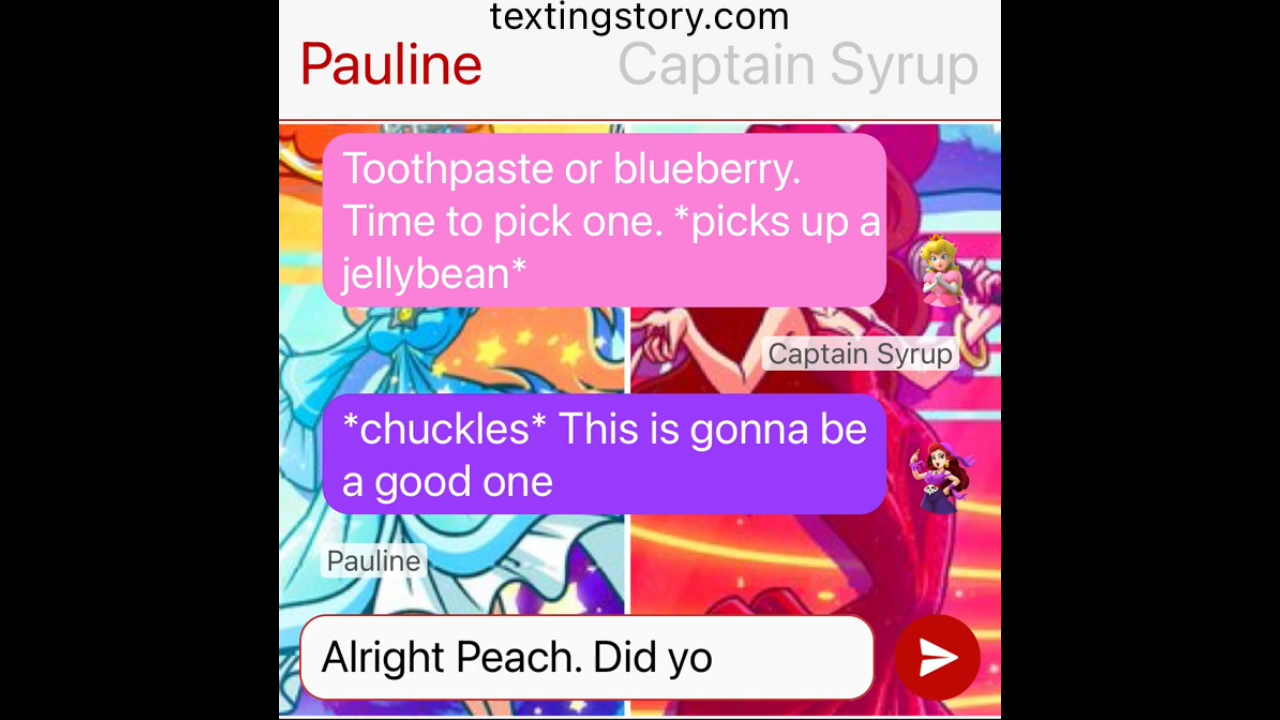 textingstory.com
Pauline
Captain Syrup
Toothpaste or blueberry.
Time to pick one. *picks up a
jellybean*
Captain Syrup
*chuckles* This is gonna be
a good one
Pauline
Alright Peach. Did yo